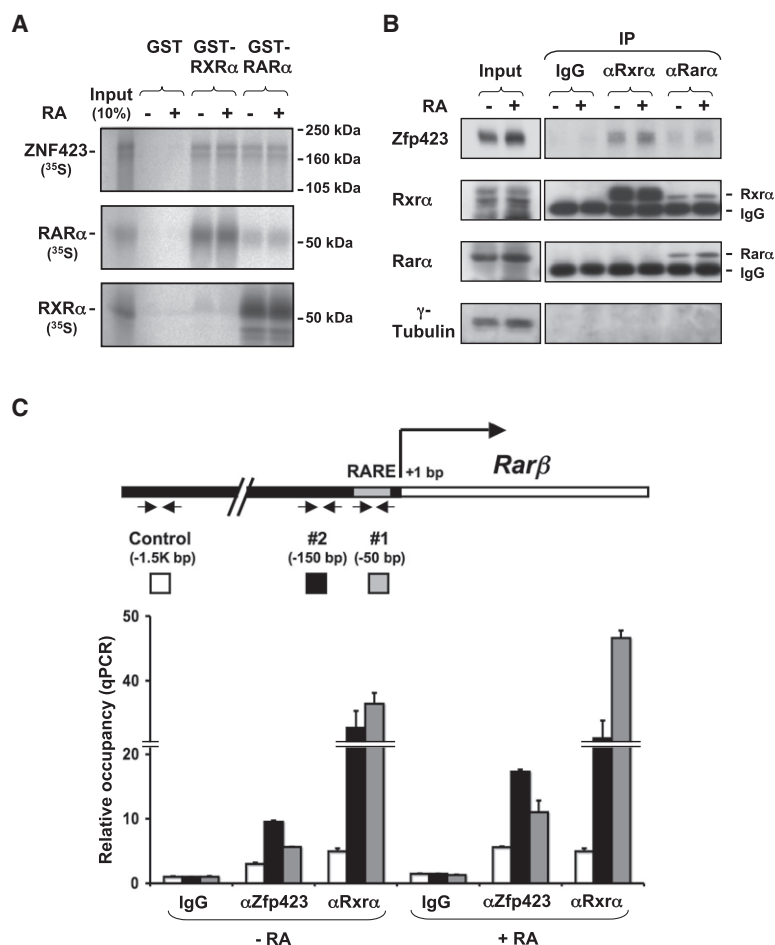 A
GST
GST-
RXRα
GST-
RARα
Input
(10%)
RA - + - + - +
ZNF423-
(35S)
- 250 kDa
- 160 kDa
- 105 kDa
RARα-
(35S)
- 50 kDa
RXRα-
(35S)
- 50 kDa
B
IP
Input IgG αRxrα αRarα
RA - + - + - + - +
Zfp423
Rxrα
- Rxrα
- IgG
Rarα
- Rarα
- IgG
γ-
Tubulin
C
RARE +1 bp Rarβ
Control #2 #1
(-1.5K bp) (-150 bp) (-50 bp)
Relative occupancy (qPCR)
50
40
20
10
0
IgG αZfp423 αRxrα IgG αZfp423 αRxrα
- RA + RA